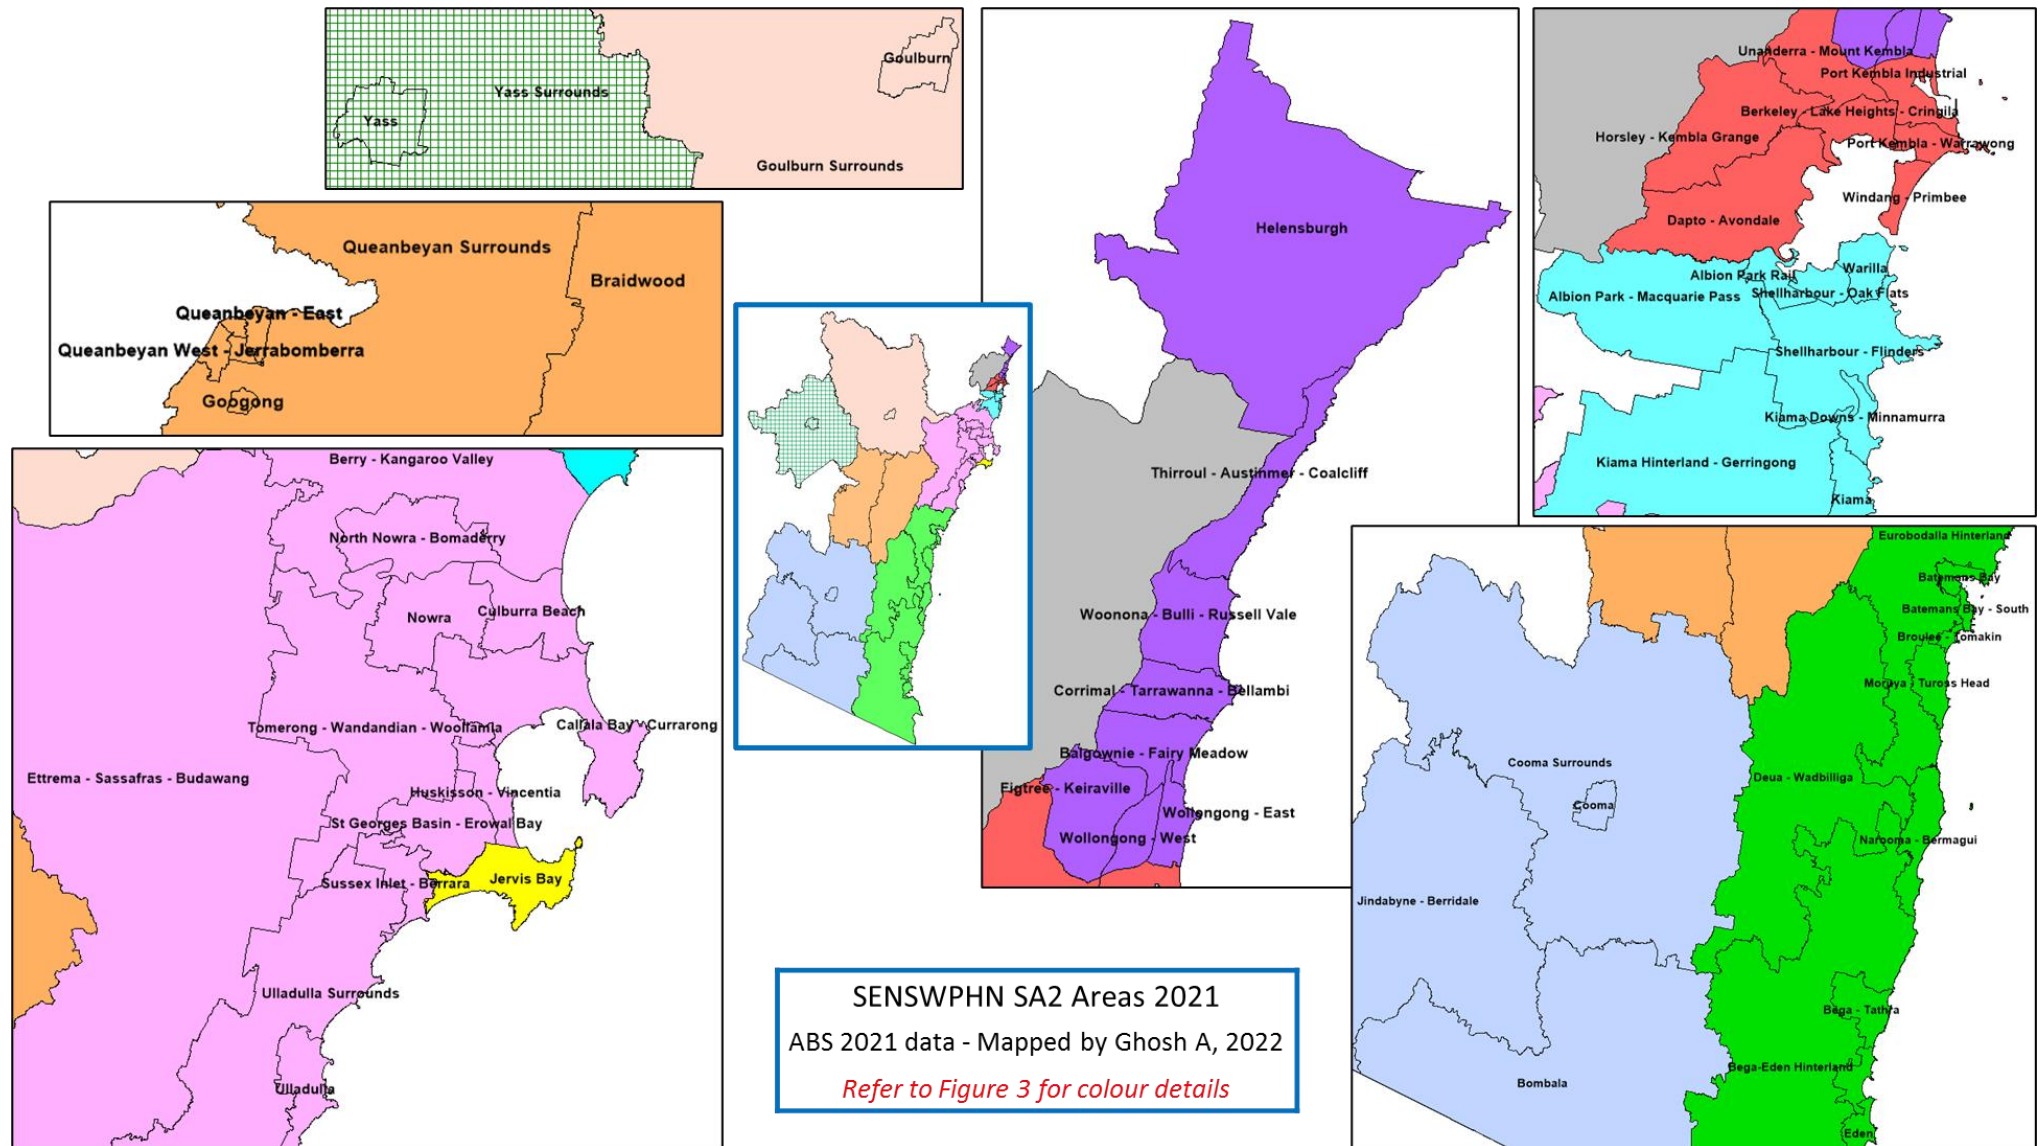 Goulburn
Yass Surrounds
Yass
Goulburn Surrounds
Queanbeyan Surrounds
Braidwood
Queanbeyan - East
Queanbeyan West - Jerrabomberra
Googong
Berry - Kangaroo Valley
North Nowra - Bomaderry
Culburra Beach
Nowra
Tomerong - Wandandian - Woollamia
Callala Bay - Currarong
Ettrema - Sassafras - Budawang
Huskisson - Vincentia
St Georges Basin - Erowal Bay
Sussex Inlet - Berrara
Jervis Bay
Ulladulla Surrounds
Ulladulla
Helensburgh
Thirroul - Austinmer - Coalcliff
Woonona - Bulli - Russell Vale
Corrimal - Tarrawanna - Bellambi
Balgownie - Fairy Meadow
Figtree - Keiraville
Wollongong - East
Wollongong - West
Unanderra - Mount Kembla
Port Kembla Industrial
Berkeley - Lake Heights - Cringila
Horsley - Kembla Grange
Port Kembla - Warrawong
Windang - Primbee
Dapto - Avondale
Warilla
Albion Park Rail
Albion Park - Macquarie Pass
Shellharbour - Oak Flats
Shellharbour - Flinders
Kiama Downs - Minnamurra
Kiama Hinterland - Gerringong
Kiama
Eurobodalla Hinterland
Batemans Bay
Batemans Bay - South
Broulee - Tomakin
Moruya - Tuross Head
Cooma Surrounds
Deua - Wadbilliga
Cooma
Narooma - Bermagui
Jindabyne - Berridale
Bega - Tathra
Bega-Eden Hinterland
Bombala
Eden
SENSWPHN SA2 Areas 2021
ABS 2021 data - Mapped by Ghosh A, 2022
Refer to Figure 3 for colour details